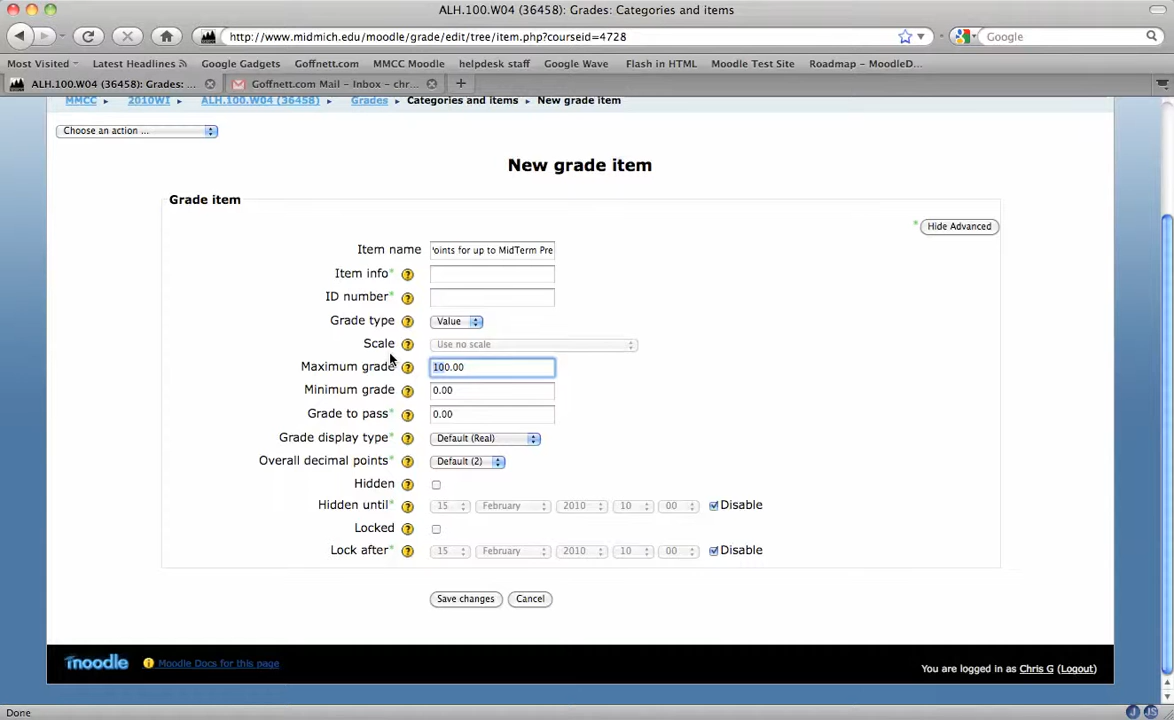 ALH.100.W04 (36458): Grades: Categories and items
http://www.midmich.edu/moodle/grade/edit/tree/item.php?courseid=4728
Google
Most Visited
Latest Headlines
Google Gadgets
Goffnett.com
MMCC Moodle
helpdesk staff
Google Wave
Flash in HTML
Moodle Test Site
Roadmap – MoodleD...
ALH.100.W04 (36458): Grades: ...
Goffnett.com Mail – Inbox – chr...
MMCC
2010WI
ALH.100.W04 (36458)
Grades
Categories and items
New grade item
Choose an action ...
New grade item
Grade item
* Hide Advanced
Item name
oints for up to MidTerm Pre
Item info*
ID number*
Grade type
Value
Scale
Use no scale
Maximum grade
100.00
Minimum grade
0.00
Grade to pass*
0.00
Grade display type*
Default (Real)
Overall decimal points*
Default (2)
Hidden
Hidden until*
15 February 2010 10 00 Disable
Locked
Lock after*
15 February 2010 10 00 Disable
Save changes
Cancel
moodle
Moodle Docs for this page
You are logged in as Chris G (Logout)
Done